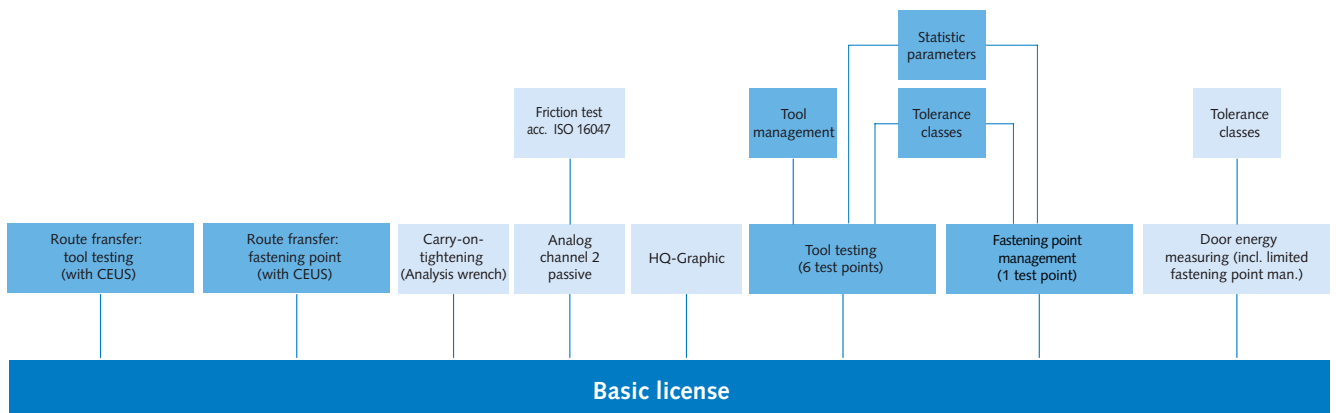 Statistic
parameters
Friction test
acc. ISO 16047
Tool
management
Tolerance
classes
Tolerance
classes
Route fransfer:
tool testing
(with CEUS)
Route fransfer:
fastening point
(with CEUS)
Carry-on-
tightening
(Analysis wrench)
Analog
channel 2
passive
HQ-Graphic
Tool testing
(6 test points)
Fastening point
management
(1 test point)
Door energy
measuring (incl. limited
fastening point man.)
Basic license